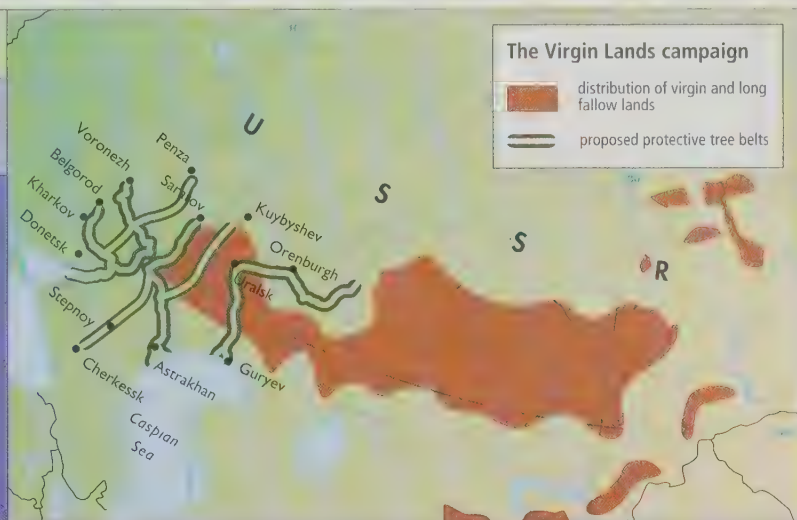 The Virgin Lands campaign
distribution of virgin and long
fallow lands
proposed protective tree belts
U
S
S
R
Penza
Voronezh
Belgorod
Kharkov
Donetsk
Saratov
Kuybyshev
Orenburgh
Uralsk
Stepnoy
Cherkessk
Astrakhan
Guryev
Caspian
Sea